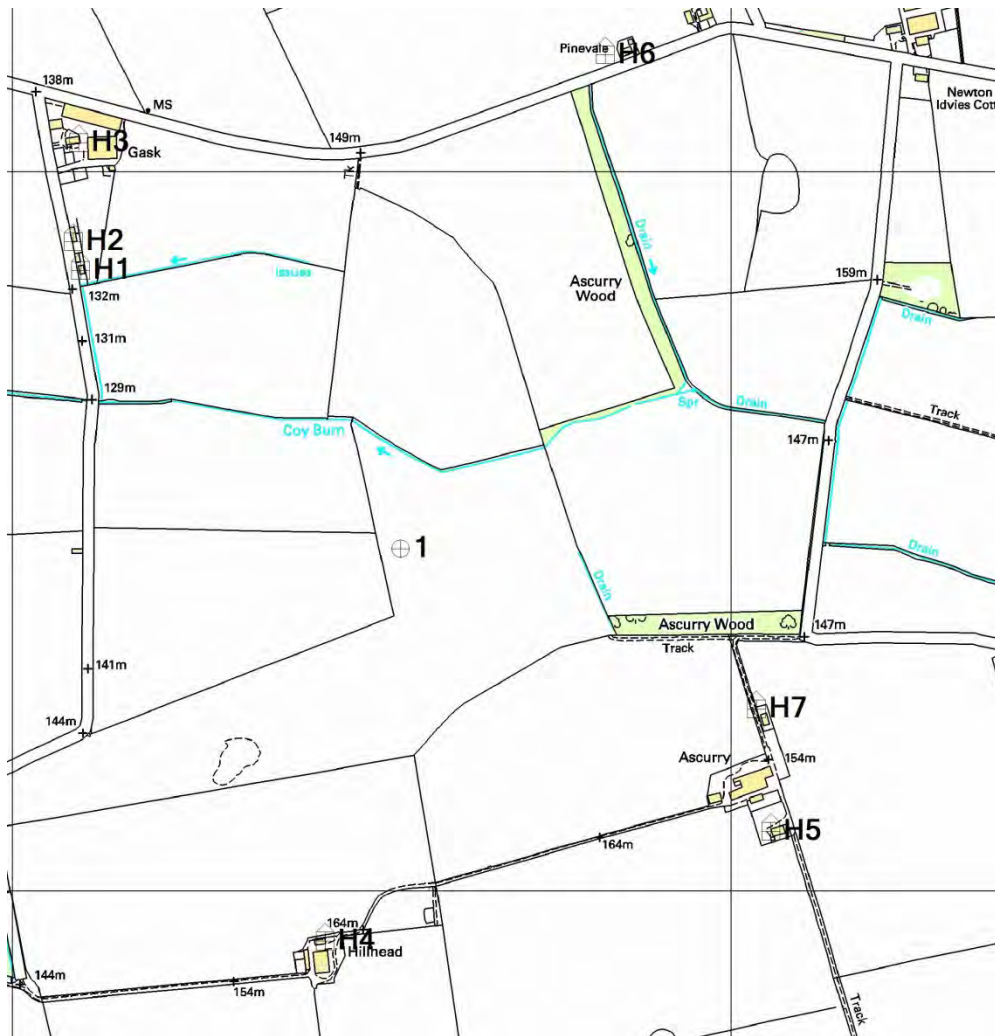 Pinevale
H6
138m
MS
Newton
Idvies Cott
H3
Gask
149m
Tk
Drain
H2
Issues
H1
132m
Ascurry
Wood
159m
Drain
131m
129m
Coy Burn
Spr
Drain
Track
147m
1
Drain
Drain
Ascurry Wood
147m
Track
141m
H7
144m
Ascurry
154m
H5
164m
164m
H4
Hillhead
144m
154m
Track